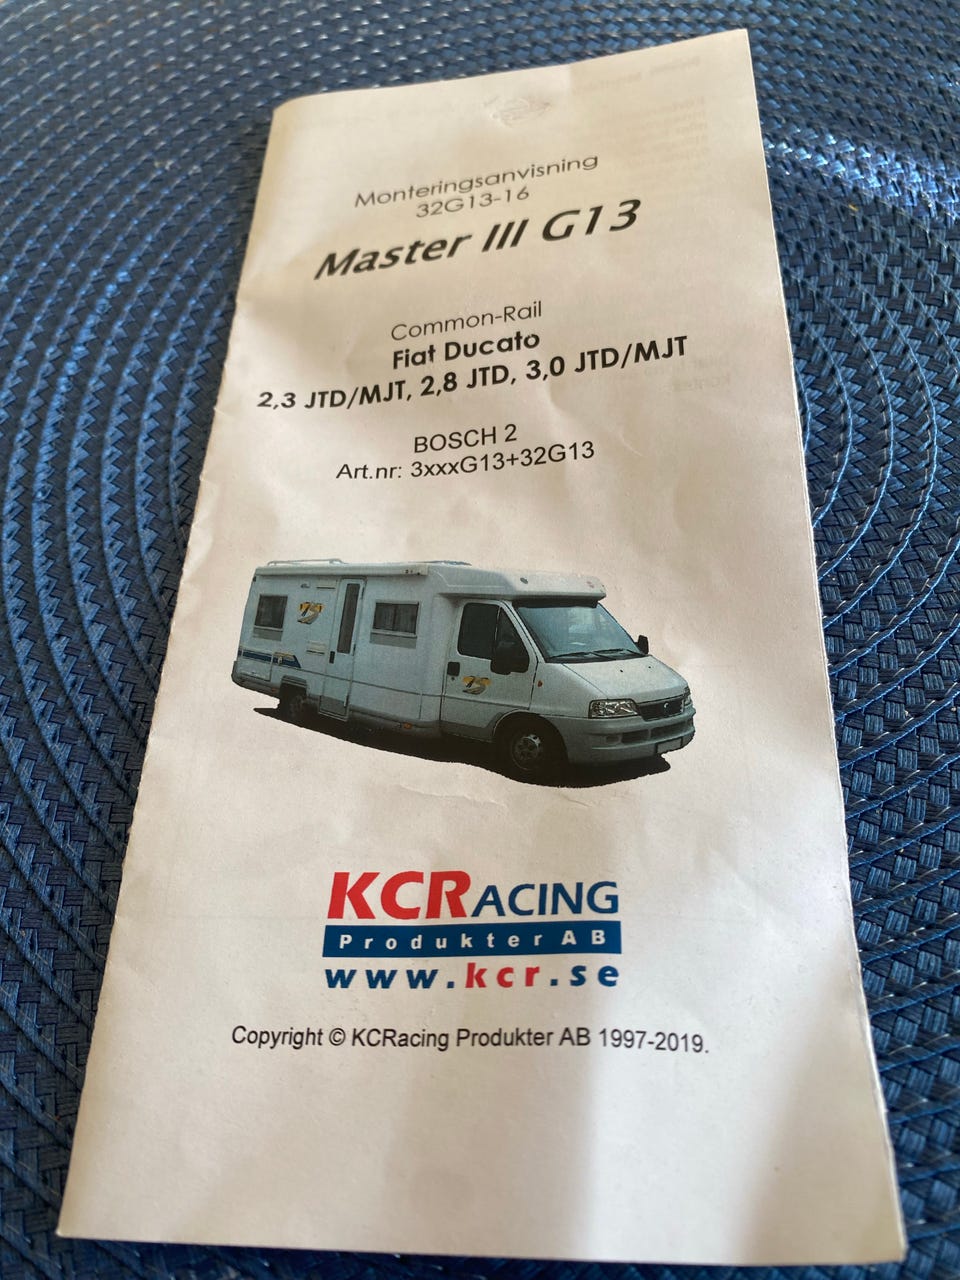 Monteringsanvisning
32G13-16
Master III G13
Common-Rail
Fiat Ducato
2,3 JTD/MJT, 2,8 JTD, 3,0 JTD/MJT
BOSCH 2
Art.nr: 3xxxG13+32G13
KCRACING
Produkter AB
www.kcr.se
Copyright © KCRacing Produkter AB 1997-2019.